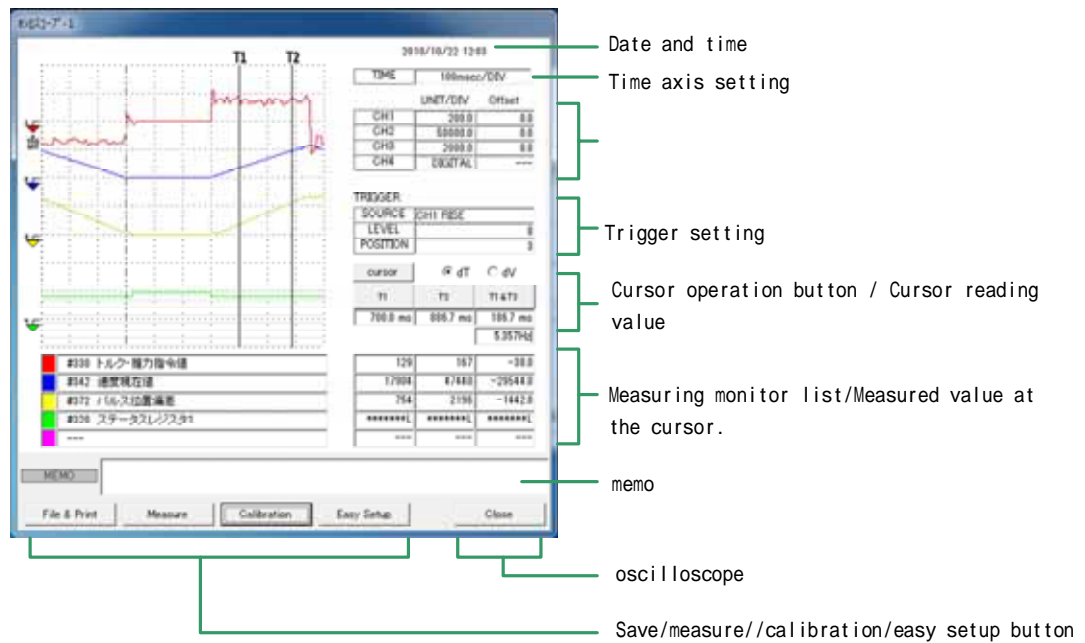 T1 T2
2010/10/22 12:03
Date and time
TIME 100msec/DIV
Time axis setting
UNIT/DIV Offset
CH1 200.0 0.0
CH2 50000.0 0.0
CH3 2000.0 0.0
CH4 DIGITAL ---
TRIGGER
SOURCE CH1 RISE
LEVEL 0
POSITION 3
Trigger setting
cursor dT dV
T1 T2 T1&T2
700.0 ms 886.7 ms 186.7 ms
5.357Hz
Cursor operation button / Cursor reading
value
#330 トルク・推力指令値 129 167 -38.0
#342 速度現在値 17904 47448 -29544.0
#372 パルス位置偏差 754 2196 -1442.0
#320 ステータスレジスタ1 *******L *******L *******L
--- --- --- ---
Measuring monitor list/Measured value at
the cursor.
MEMO
memo
File & Print Measure Calibration Easy Setup Close
oscilloscope
Save/measure//calibration/easy setup button